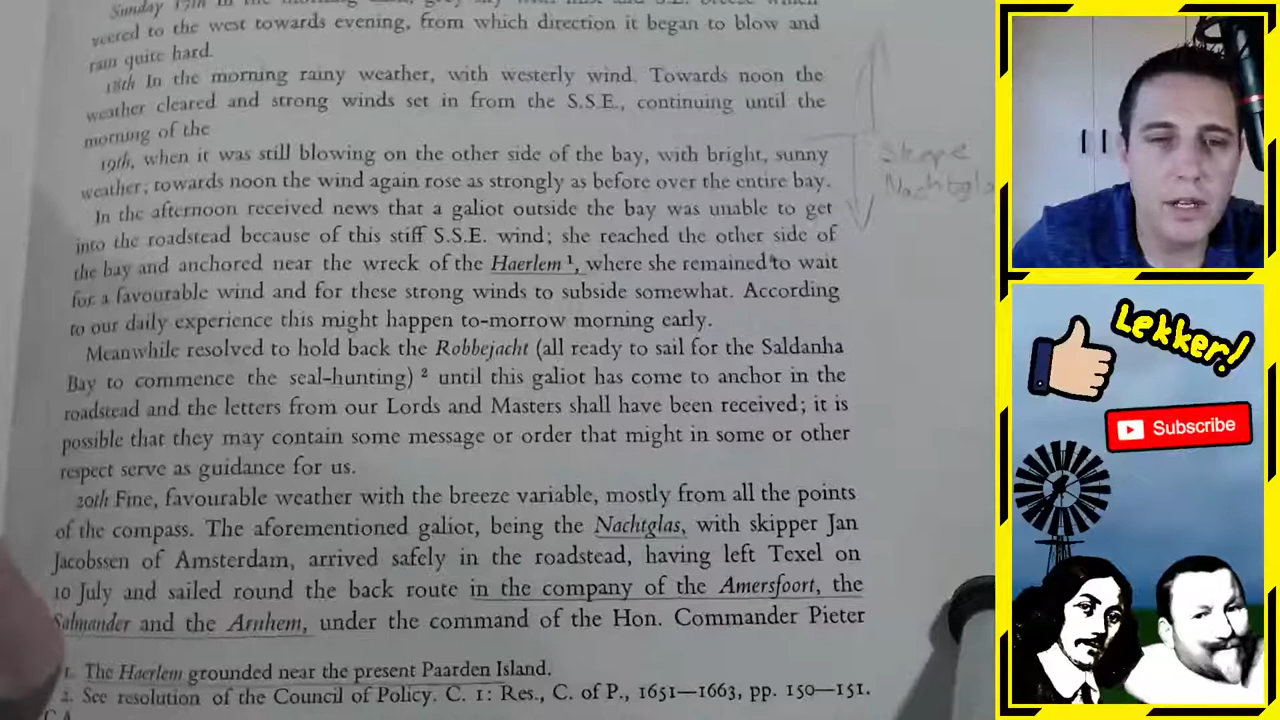 Sunday 17th In the morning
veered to the west towards evening, from which direction it began to blow and
rain quite hard.
18th In the morning rainy weather, with westerly wind. Towards noon the
weather cleared and strong winds set in from the S.S.E., continuing until the
morning of the
19th, when it was still blowing on the other side of the bay, with bright, sunny
weather; towards noon the wind again rose as strongly as before over the entire bay.
In the afternoon received news that a galiot outside the bay was unable to get
into the roadstead because of this stiff S.S.E. wind; she reached the other side of
the bay and anchored near the wreck of the Haerlem ¹, where she remained to wait
for a favourable wind and for these strong winds to subside somewhat. According
to our daily experience this might happen to-morrow morning early.
Meanwhile resolved to hold back the Robbejacht (all ready to sail for the Saldanha
Bay to commence the seal-hunting) ² until this galiot has come to anchor in the
roadstead and the letters from our Lords and Masters shall have been received; it is
possible that they may contain some message or order that might in some or other
respect serve as guidance for us.
20th Fine, favourable weather with the breeze variable, mostly from all the points
of the compass. The aforementioned galiot, being the Nachtglas, with skipper Jan
Jacobssen of Amsterdam, arrived safely in the roadstead, having left Texel on
10 July and sailed round the back route in the company of the Amersfoort, the
Salmander and the Arnhem, under the command of the Hon. Commander Pieter
1. The Haerlem grounded near the present Paarden Island.
2. See resolution of the Council of Policy. C. 1: Res., C. of P., 1651—1663, pp. 150—151.
C.A.
Skape
Nachtglas
Lekker!
Subscribe